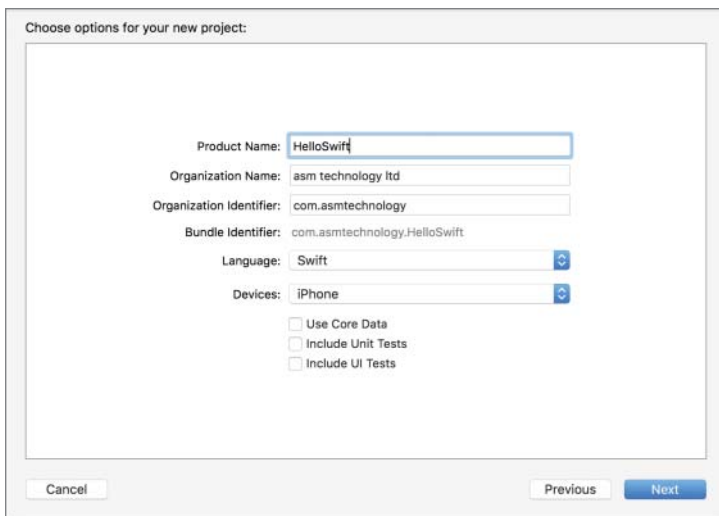 Choose options for your new project:
Product Name: HelloSwift
Organization Name: asm technology ltd
Organization Identifier: com.asmtechnology
Bundle Identifier: com.asmtechnology.HelloSwift
Language: Swift
Devices: iPhone
Use Core Data
Include Unit Tests
Include UI Tests
Cancel Previous Next